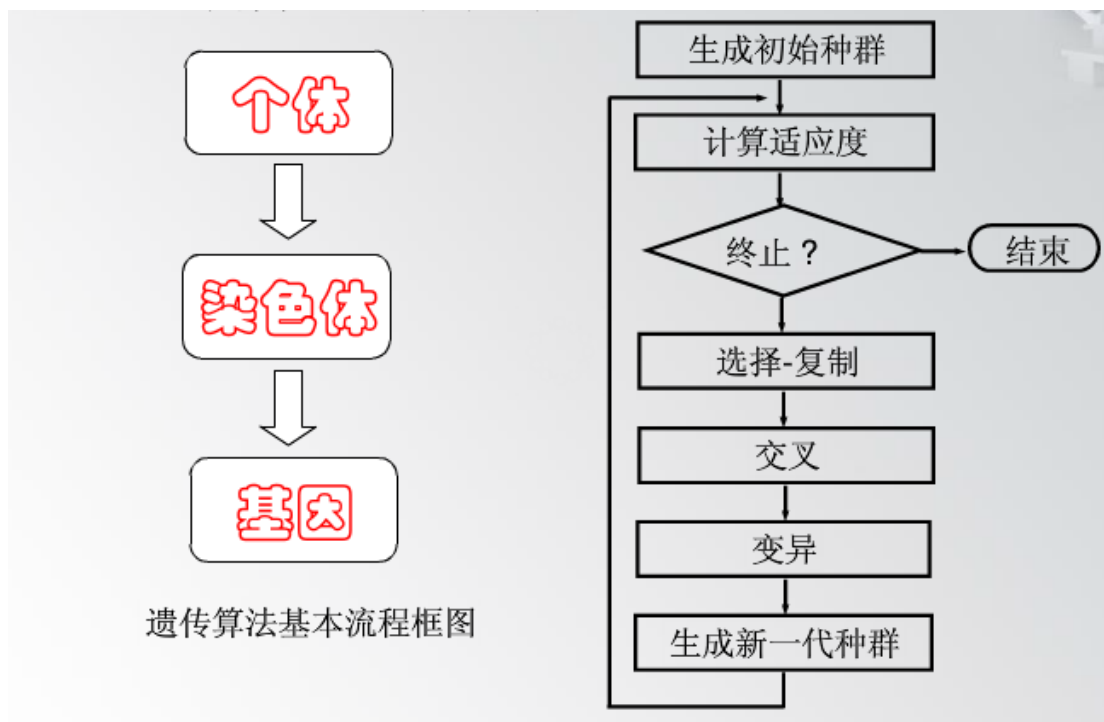 个体
染色体
基因
遗传算法基本流程框图
生成初始种群
计算适应度
终止?
结束
选择-复制
交叉
变异
生成新一代种群